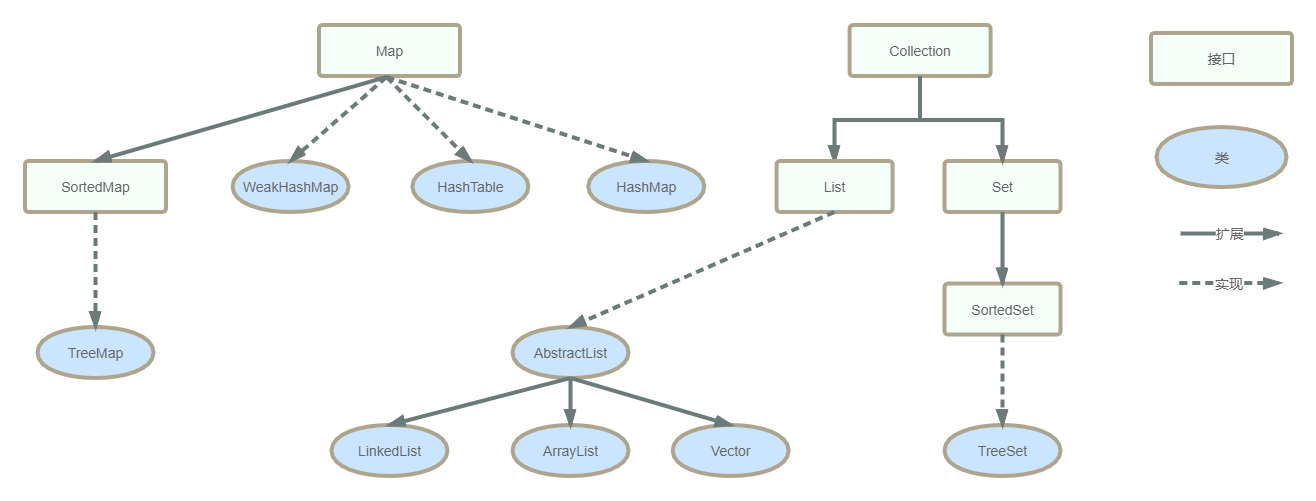 Map
Collection
接口
SortedMap
WeakHashMap
HashTable
HashMap
List
Set
类
扩展
实现
SortedSet
TreeMap
AbstractList
LinkedList
ArrayList
Vector
TreeSet